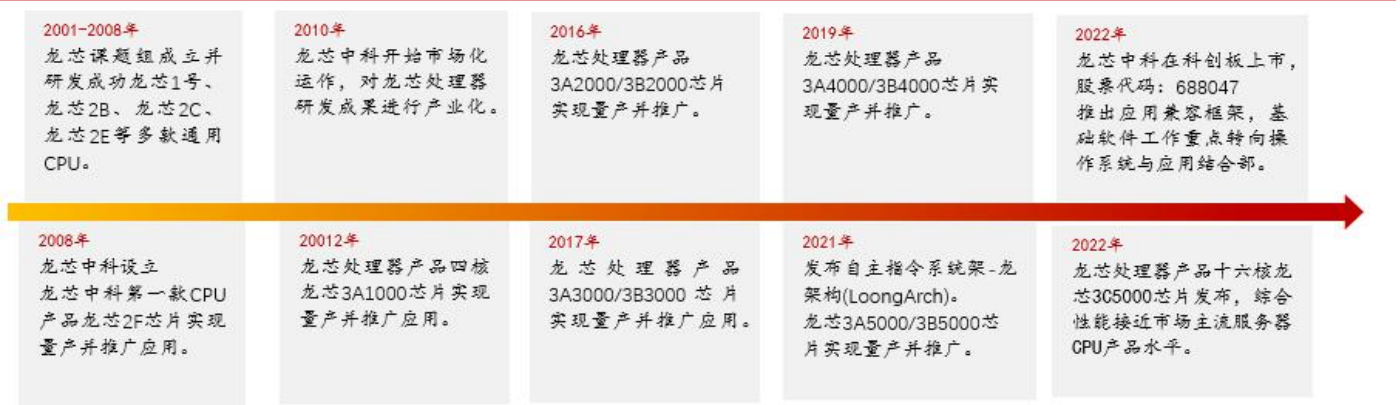 2001-2008年
龙芯课题组成立并
研发成功龙芯1号、
龙芯2B、龙芯2C、
龙芯2E等多款通用
CPU。
2010年
龙芯中科开始市场化
运作，对龙芯处理器
研发成果进行产业化。
2016年
龙芯处理器产品
3A2000/3B2000芯片
实现量产并推广。
2019年
龙芯处理器产品
3A4000/3B4000芯片实
现量产并推广。
2022年
龙芯中科在科创板上市，
股票代码：688047
推出应用兼容框架，基
础软件工作重点转向操
作系统与应用结合部。
2008年
龙芯中科设立
龙芯中科第一款CPU
产品龙芯2F芯片实现
量产并推广应用。
20012年
龙芯处理器产品四核
龙芯3A1000芯片实现
量产并推广应用。
2017年
龙芯处理器产品
3A3000/3B3000芯片
实现量产并推广应用。
2021年
发布自主指令系统架-龙
架构(LoongArch)。
龙芯3A5000/3B5000芯
片实现量产并推广。
2022年
龙芯处理器产品十六核龙
芯3C5000芯片发布，综合
性能接近市场主流服务器
CPU产品水平。